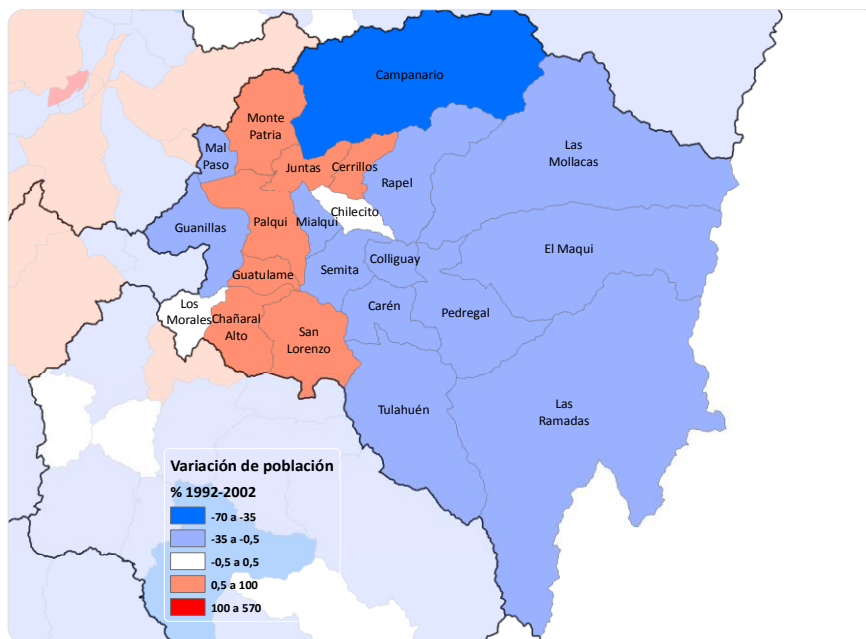 Campanario
Monte
Patria
Las
Mollacas
Mal
Paso
Juntas
Cerrillos
Rapel
Chilecito
Palqui
Mialqui
Guanillas
El Maqui
Colliguay
Semita
Guatulame
Los
Morales
Carén
Pedregal
Chañaral
Alto
San
Lorenzo
Tulahuén
Las
Ramadas
Variación de población
% 1992-2002
-70 a -35
-35 a -0,5
-0,5 a 0,5
0,5 a 100
100 a 570